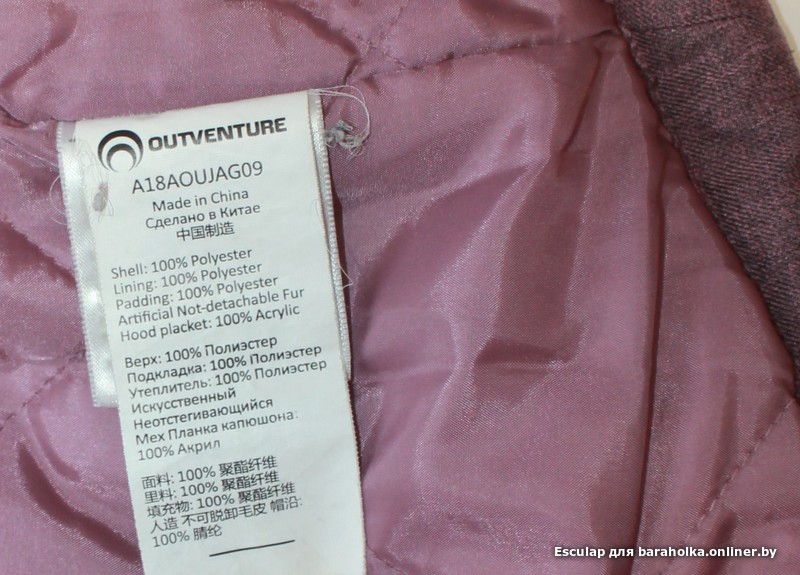 OUTVENTURE
A18AOUJAG09
Made in China
Сделано в Китае
中国制造
Shell: 100% Polyester
Lining: 100% Polyester
Padding: 100% Polyester
Artificial Not-detachable Fur
Hood placket: 100% Acrylic
Верх: 100% Полиэстер
Подкладка: 100% Полиэстер
Утеплитель: 100% Полиэстер
Искусственный
Неотстегивающийся
Мех Планка капюшона:
100% Акрил
面料: 100% 聚酯纤维
里料: 100% 聚酯纤维
填充物: 100% 聚酯纤维
人造 不可脱卸毛皮 帽沿:
100% 腈纶
Esculap для baraholka.onliner.by